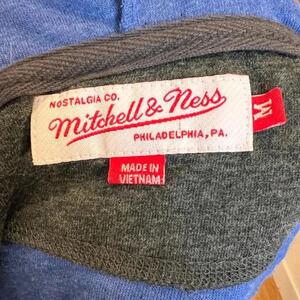 NOSTALGIA CO.
Mitchell & Ness
PHILADELPHIA, PA.
M
MADE IN
VIETNAM